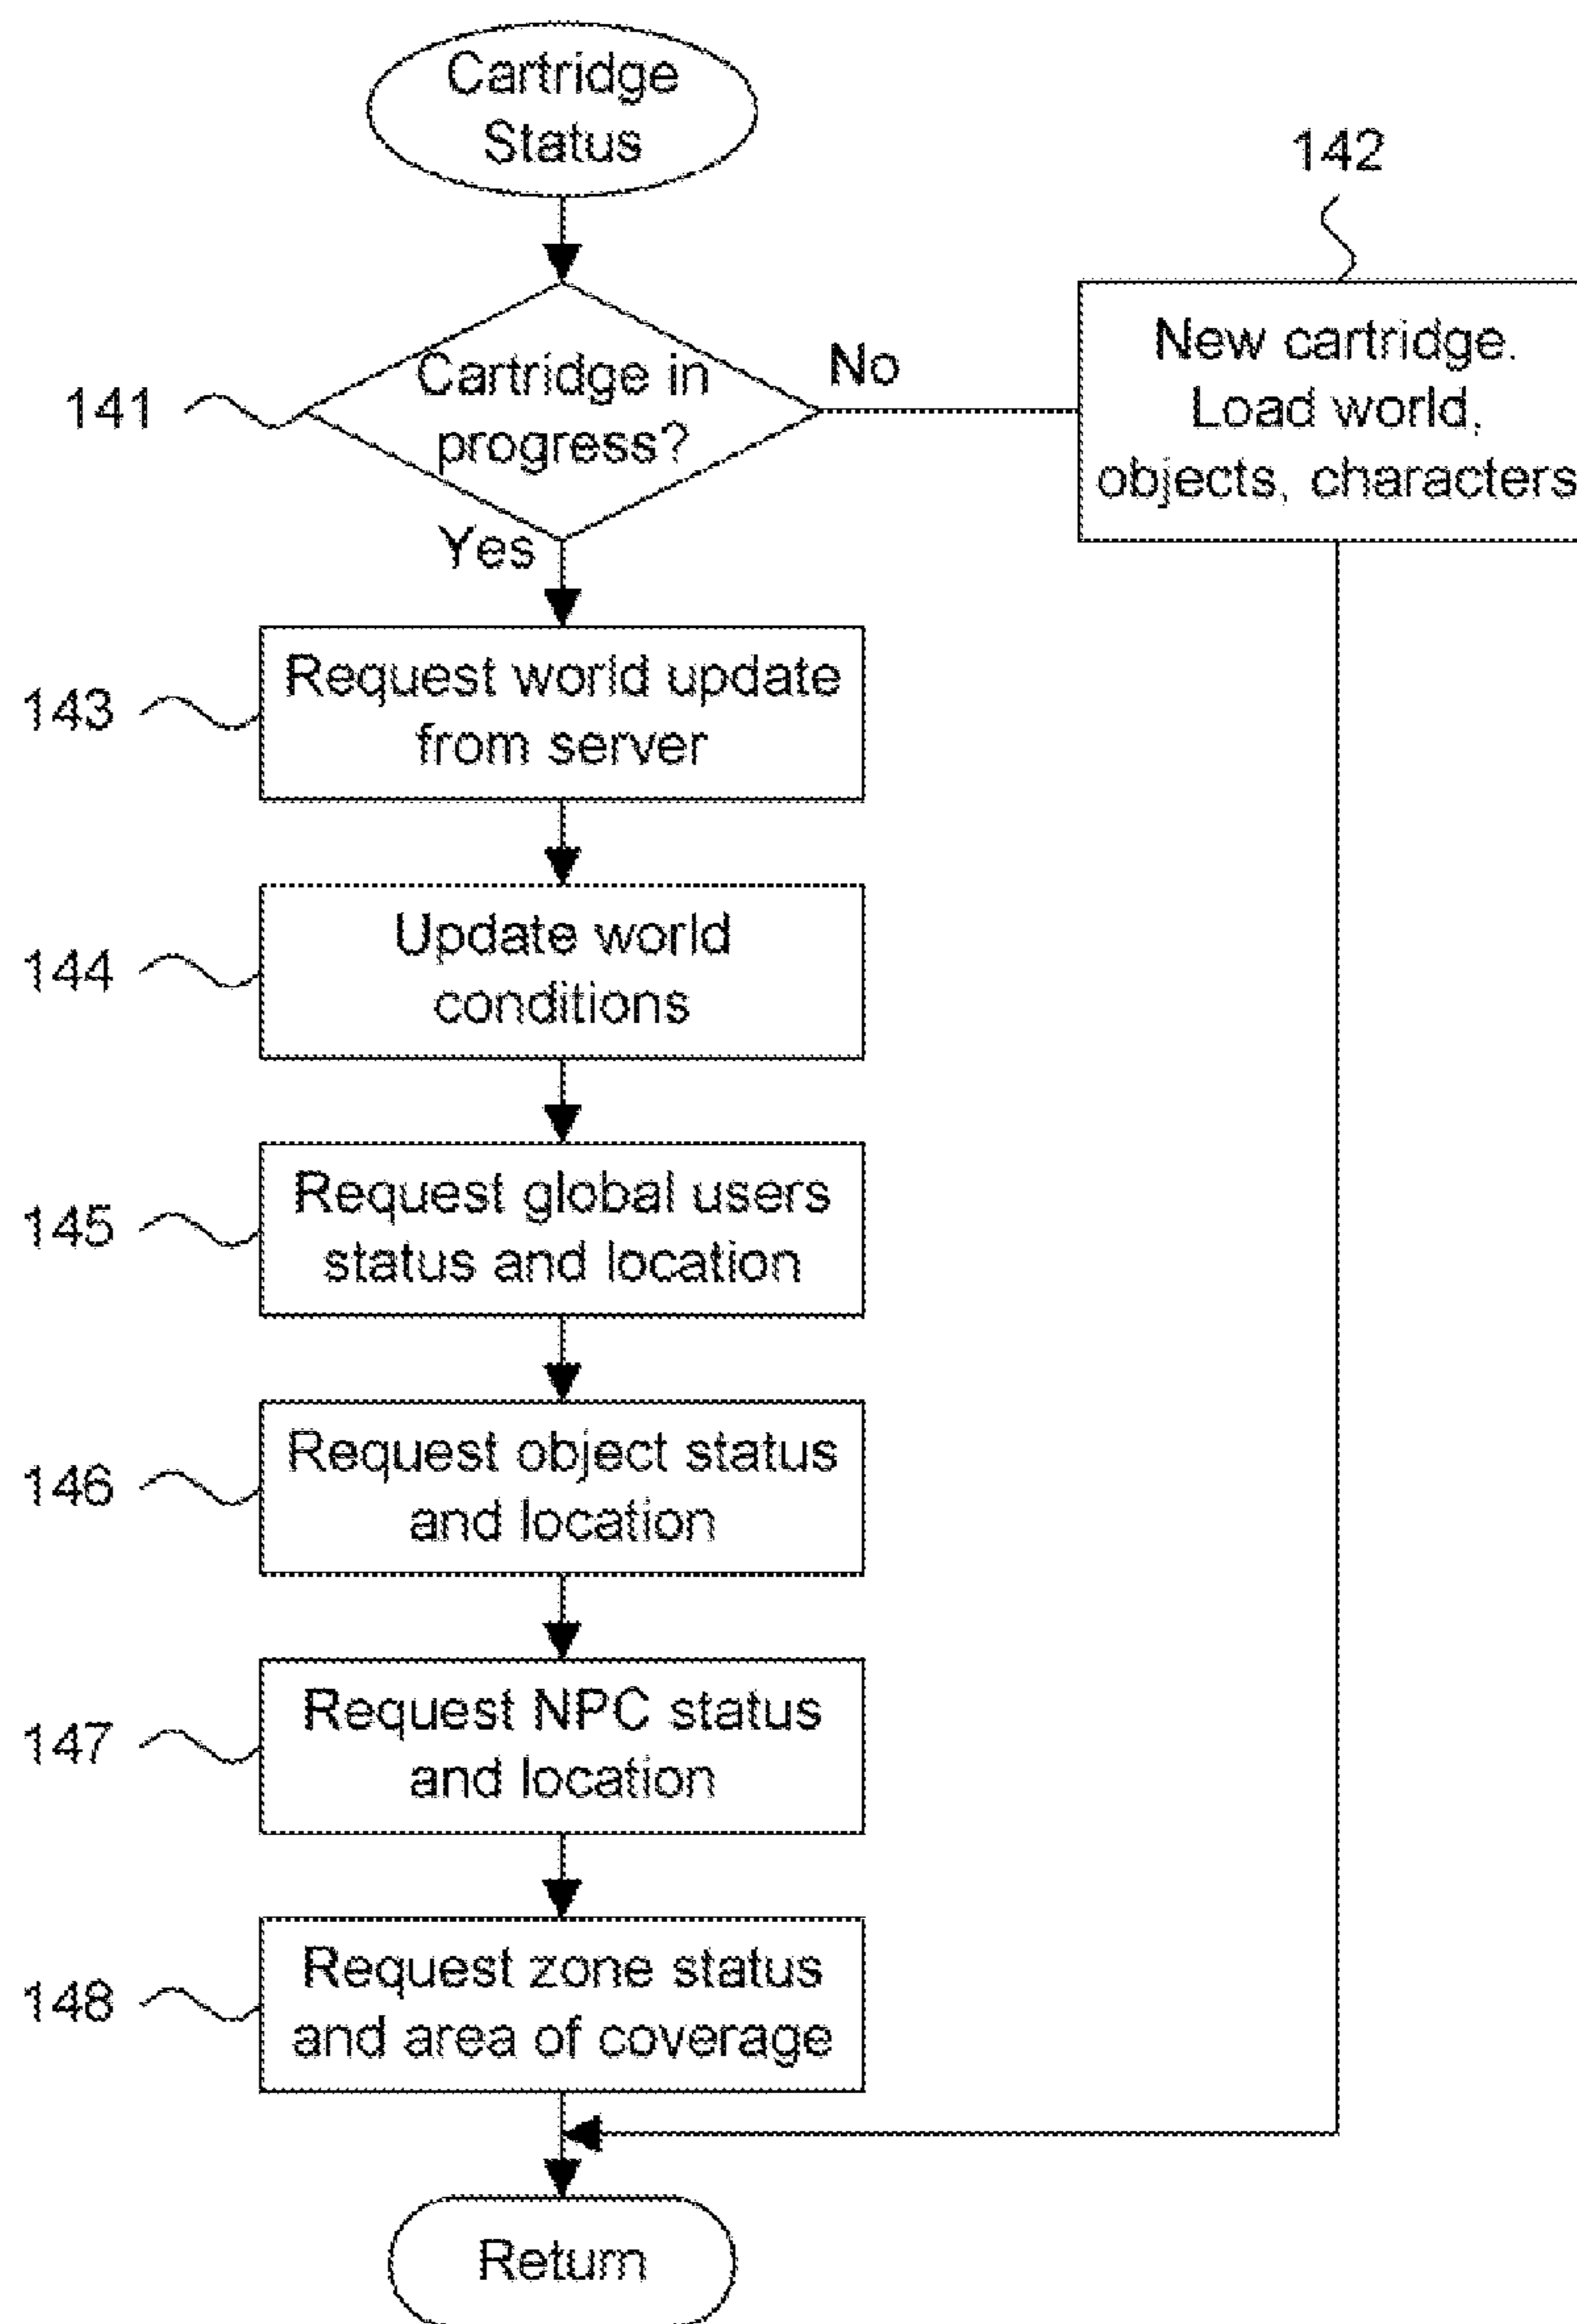 Cartridge
Status
142
New cartridge.
Load world,
objects, characters
141
Cartridge in
progress?
No
Yes
143
Request world update
from server
144
Update world
conditions
145
Request global users
status and location
146
Request object status
and location
147
Request NPC status
and location
148
Request zone status
and area of coverage
Return